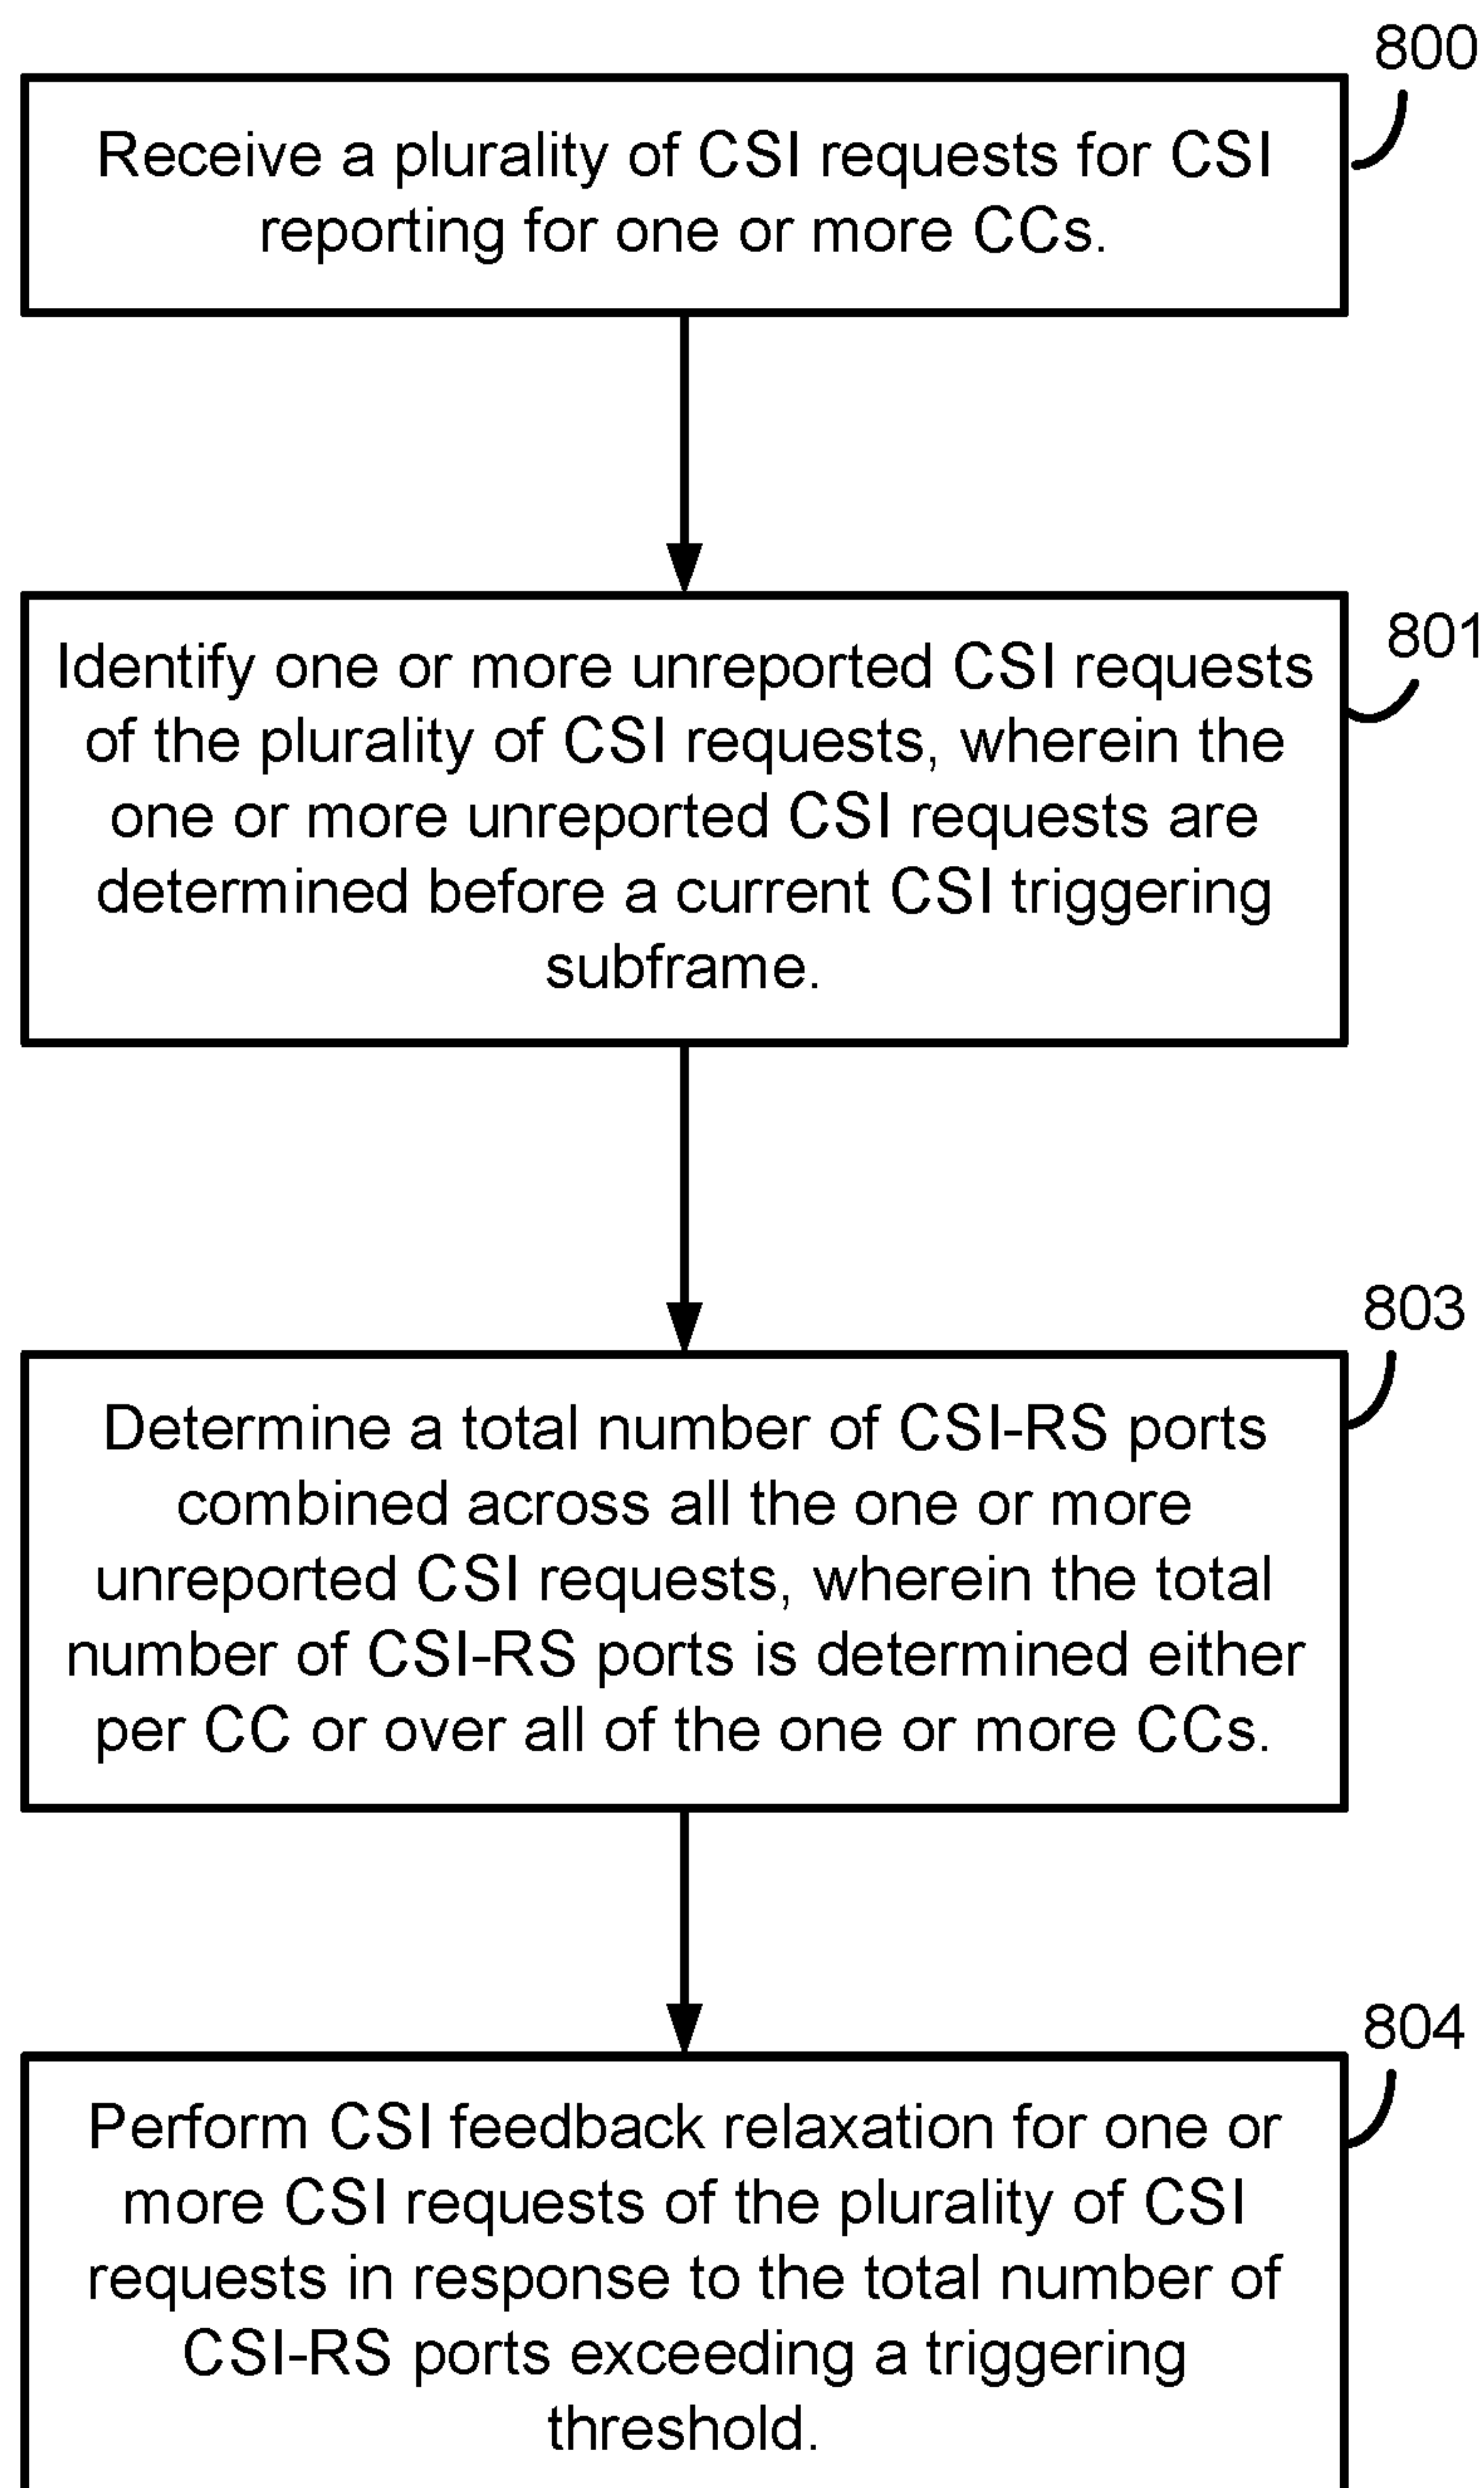 800
Receive a plurality of CSI requests for CSI
reporting for one or more CCs.
801
Identify one or more unreported CSI requests
of the plurality of CSI requests, wherein the
one or more unreported CSI requests are
determined before a current CSI triggering
subframe.
803
Determine a total number of CSI-RS ports
combined across all the one or more
unreported CSI requests, wherein the total
number of CSI-RS ports is determined either
per CC or over all of the one or more CCs.
804
Perform CSI feedback relaxation for one or
more CSI requests of the plurality of CSI
requests in response to the total number of
CSI-RS ports exceeding a triggering
threshold.